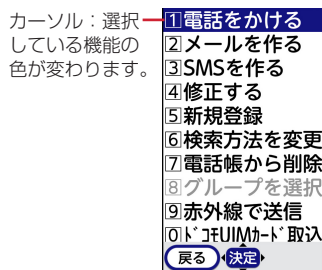 カーソル：選択
している機能の
色が変わります。
1電話をかける
2メールを作る
3SMSを作る
4修正する
5新規登録
6検索方法を変更
7電話帳から削除
8グループを選択
9赤外線で送信
0ﾄﾞｺﾓUIMｶｰﾄﾞ取込
戻る 決定